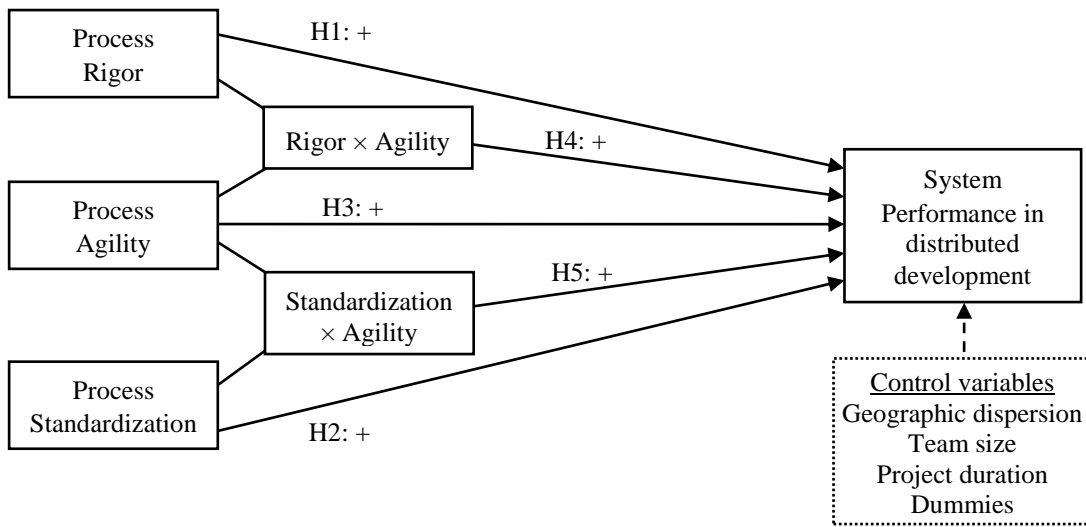 Process
Rigor
H1: +
Rigor × Agility
H4: +
Process
Agility
H3: +
System
Performance in
distributed
development
Standardization
× Agility
H5: +
Process
Standardization
H2: +
Control variables
Geographic dispersion
Team size
Project duration
Dummies